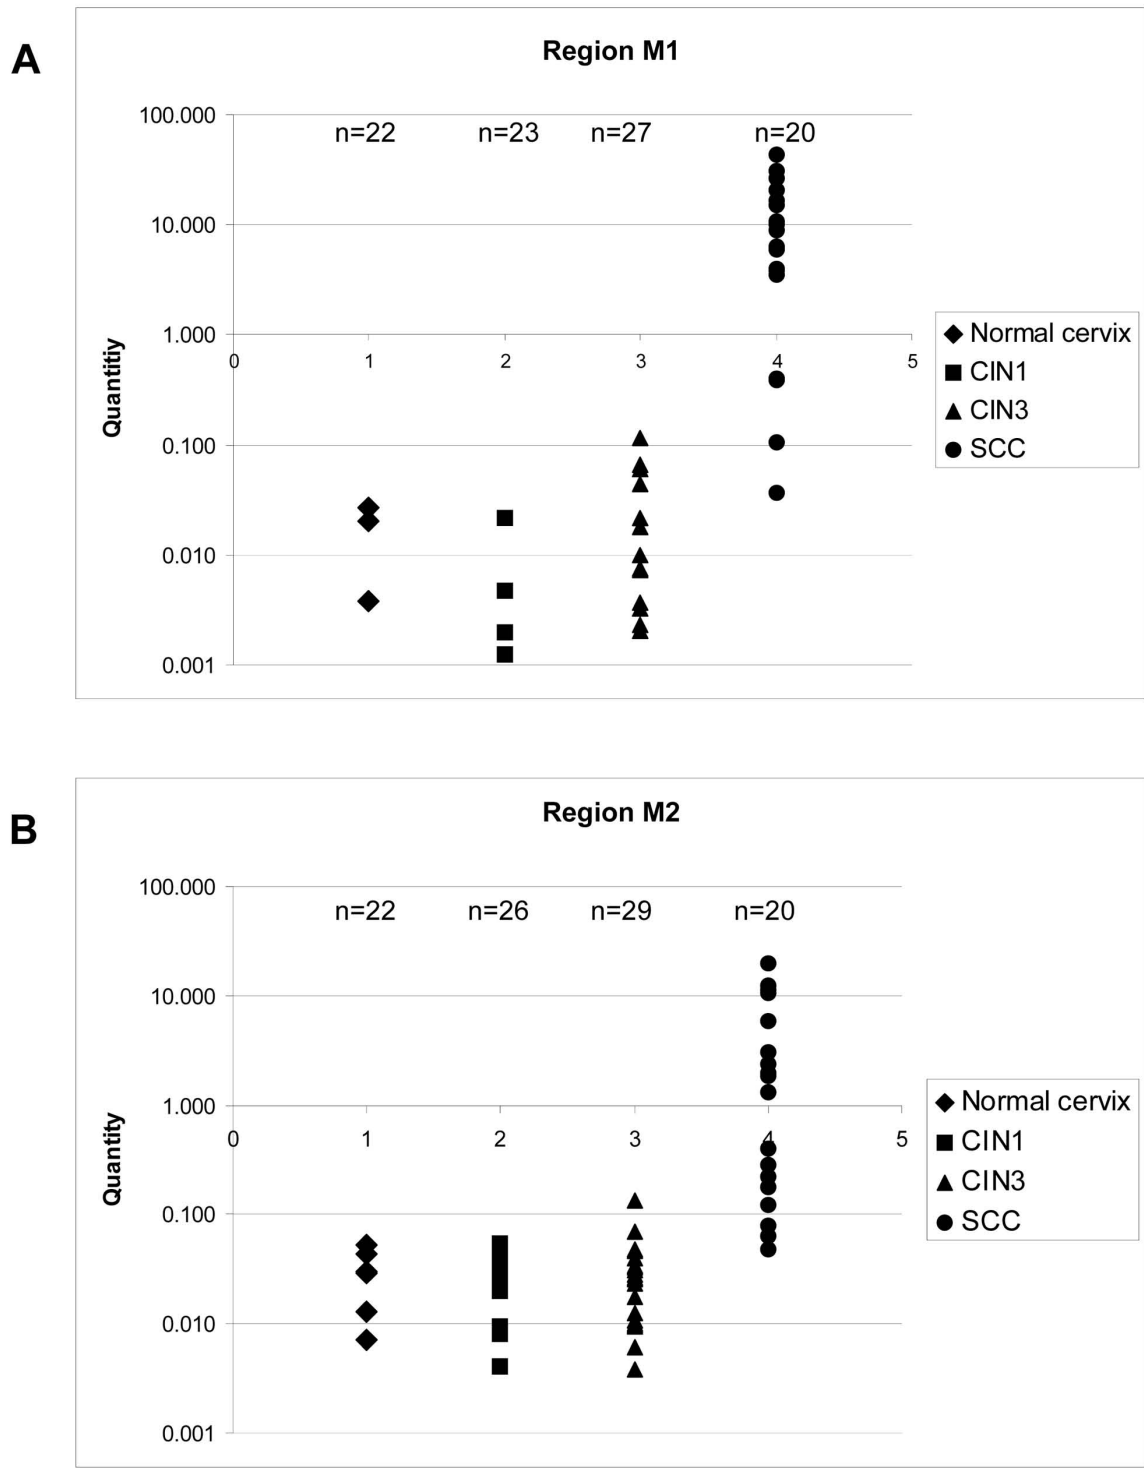 A
Region M1
100.000
n=22 n=23 n=27 n=20
10.000
1.000
0 1 2 3 4 5
Quantitiy
0.100
0.010
0.001
Normal cervix
CIN1
CIN3
SCC
B
Region M2
100.000
n=22 n=26 n=29 n=20
10.000
1.000
0 1 2 3 4 5
Quantity
0.100
0.010
0.001
Normal cervix
CIN1
CIN3
SCC